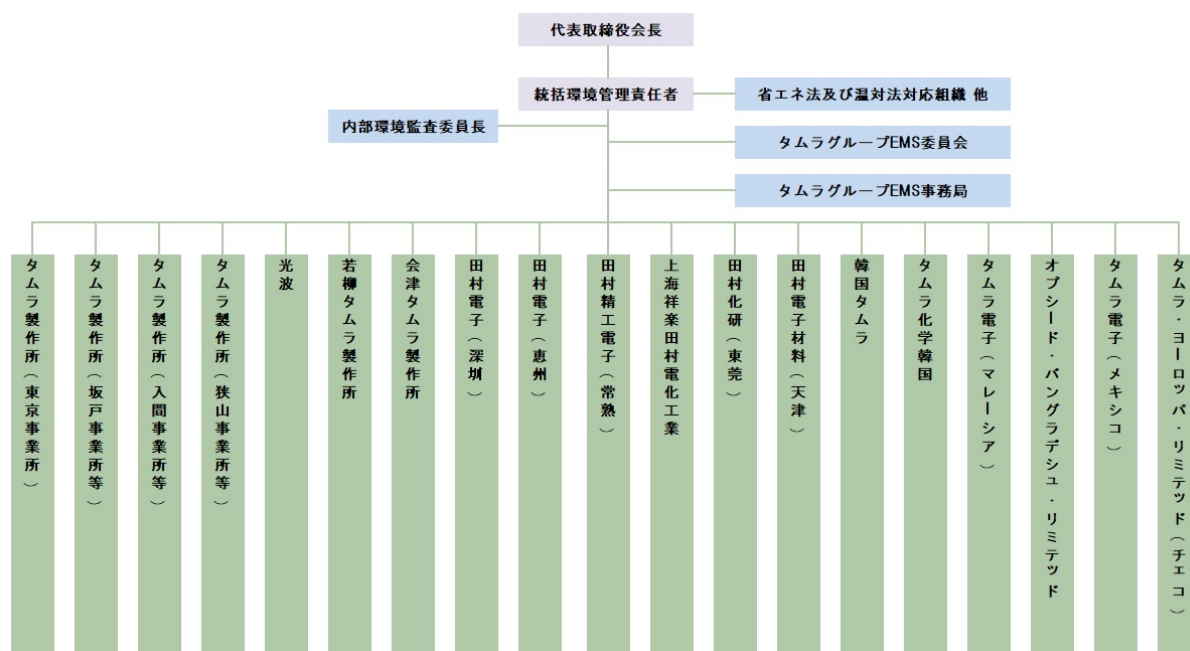 代表取締役会長
統括環境管理責任者
省エネ法及び温対法対応組織 他
内部環境監査委員長
タムラグループEMS委員会
タムラグループEMS事務局
タムラ製作所（東京事業所）
タムラ製作所（坂戸事業所等）
タムラ製作所（入間事業所等）
タムラ製作所（狭山事業所等）
光波
若柳タムラ製作所
会津タムラ製作所
田村電子（深圳）
田村電子（恵州）
田村精工電子（常熟）
上海祥楽田村電化工業
田村化研（東莞）
田村電子材料（天津）
韓国タムラ
タムラ化学韓国
タムラ電子（マレーシア）
オプシード・バングラデシュ・リミテッド
タムラ電子（メキシコ）
タムラ・ヨーロッパ・リミテッド（チェコ）